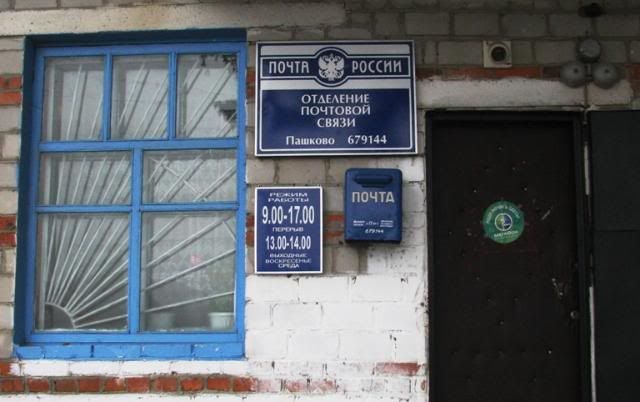 ПОЧТА РОССИИ
ОТДЕЛЕНИЕ
ПОЧТОВОЙ
СВЯЗИ
Пашково 679144
РЕЖИМ
РАБОТЫ
9.00-17.00
ПЕРЕРЫВ
13.00-14.00
ВЫХОДНЫЕ
ВОСКРЕСЕНЬЕ
СРЕДА
ПОЧТА
679144